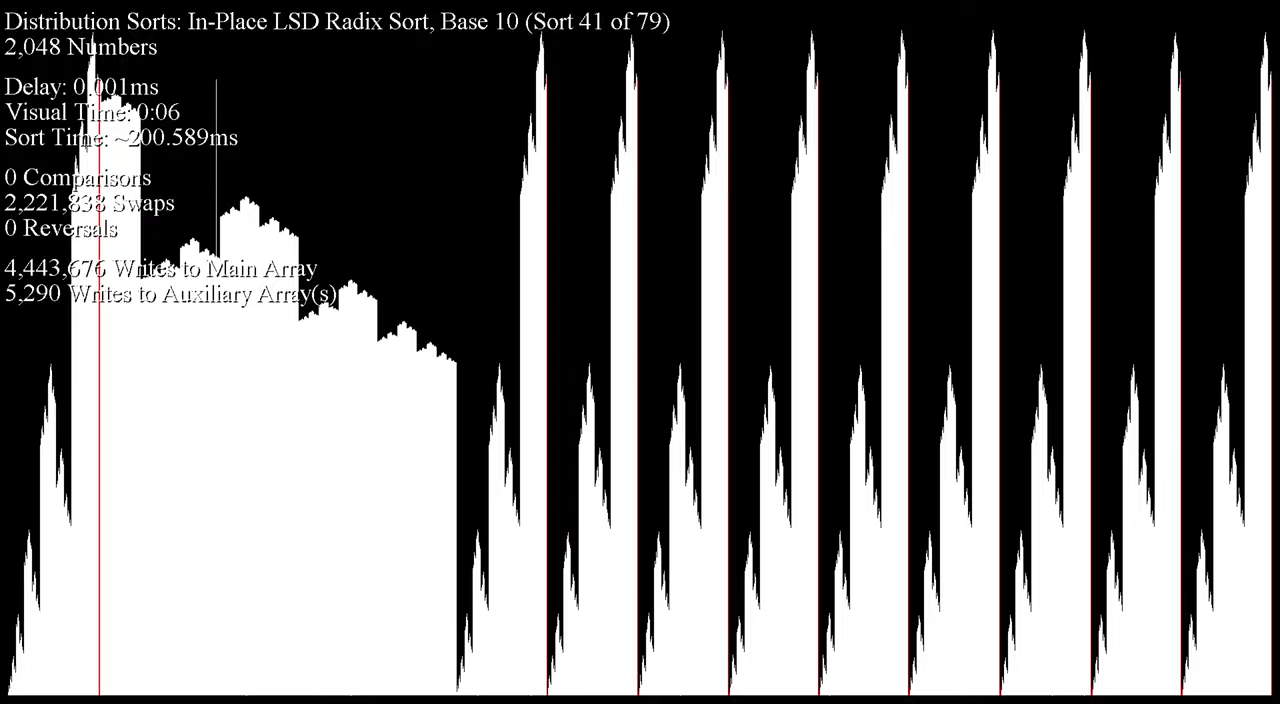 Distribution Sorts: In-Place LSD Radix Sort, Base 10 (Sort 41 of 79)
2,048 Numbers
Delay: 0.001ms
Visual Time: 0:06
Sort Time: ~200.589ms
0 Comparisons
2,221,838 Swaps
0 Reversals
4,443,676 Writes to Main Array
5,290 Writes to Auxiliary Array(s)